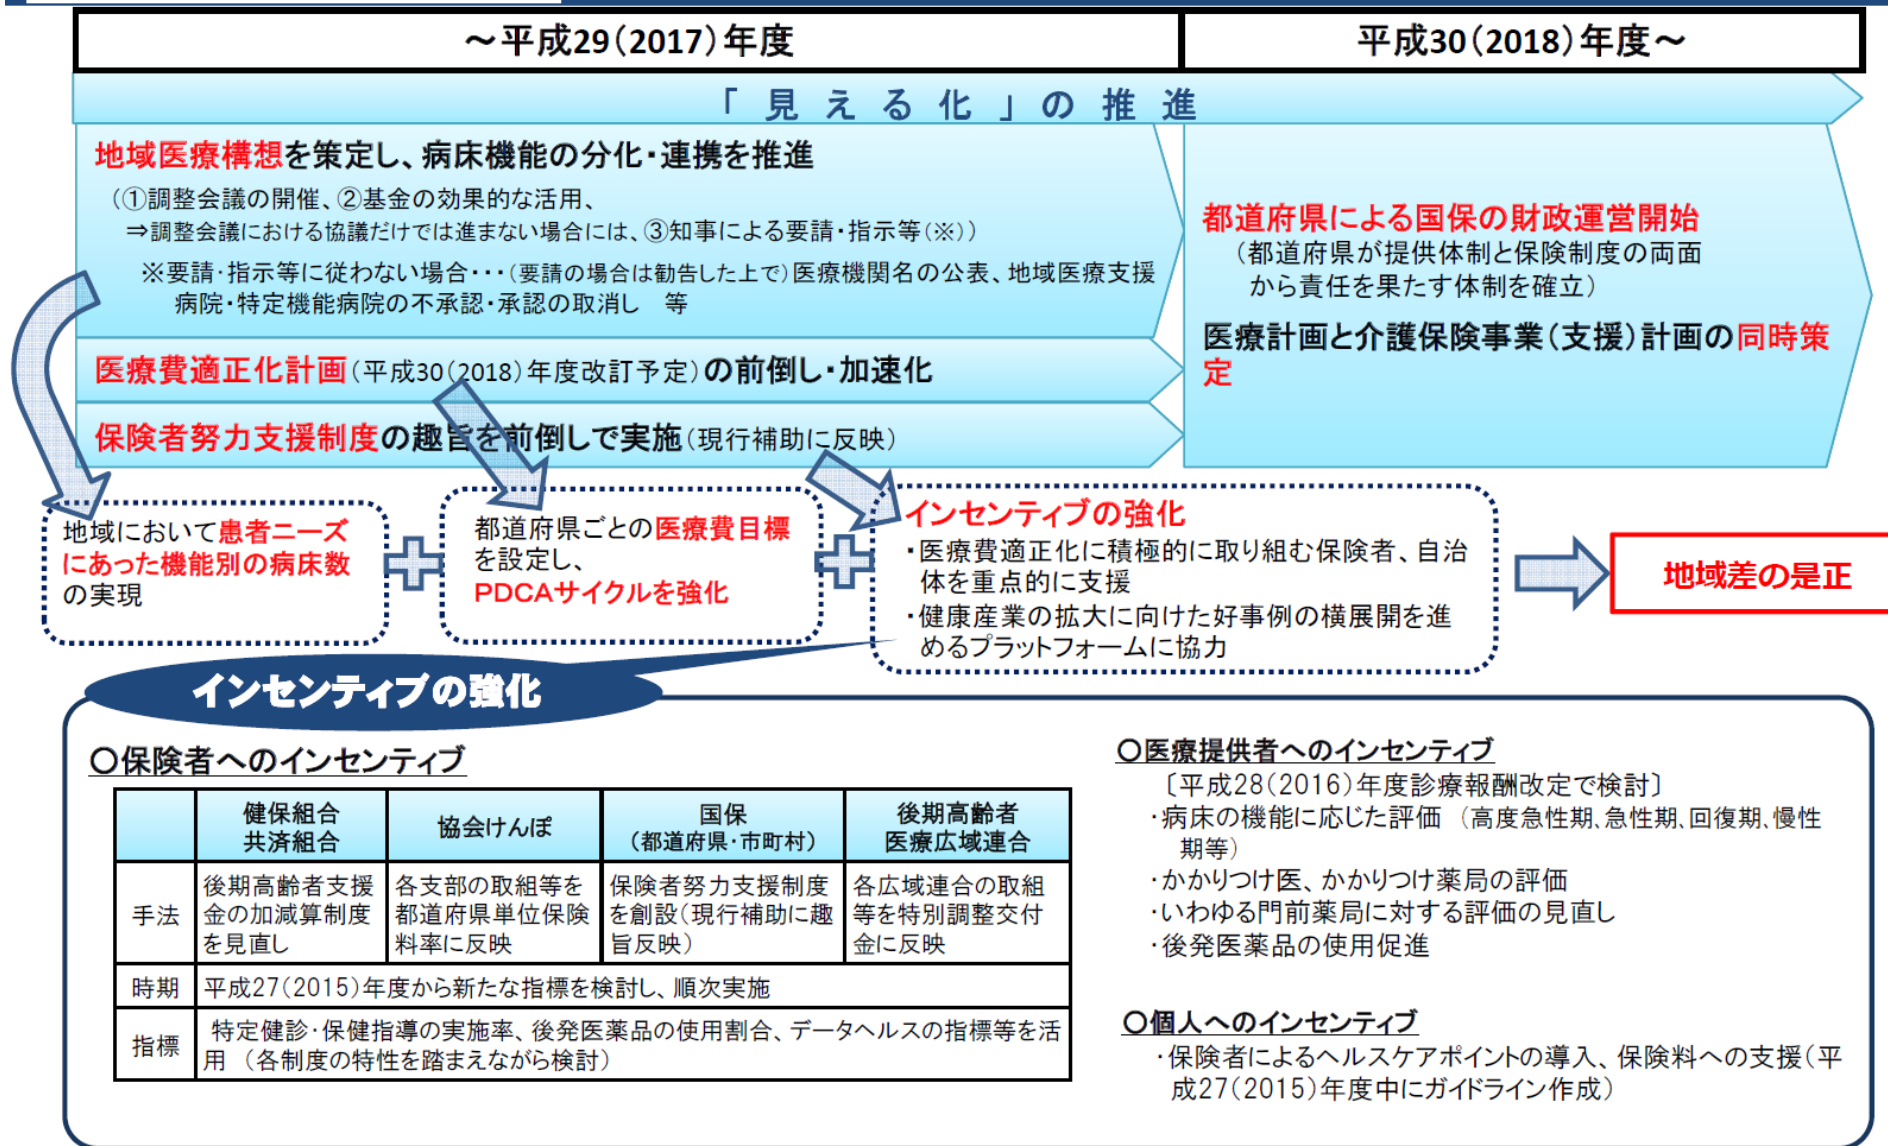 ～平成29(2017)年度
平成30(2018)年度～
「見える化」の推進
地域医療構想を策定し、病床機能の分化・連携を推進
(①調整会議の開催、②基金の効果的な活用、
⇒調整会議における協議だけでは進まない場合には、③知事による要請・指示等(※))
※要請・指示等に従わない場合･･･(要請の場合は勧告した上で)医療機関名の公表、地域医療支援
病院・特定機能病院の不承認・承認の取消し　等
医療費適正化計画(平成30(2018)年度改訂予定)の前倒し・加速化
保険者努力支援制度の趣旨を前倒しで実施(現行補助に反映)
都道府県による国保の財政運営開始
(都道府県が提供体制と保険制度の両面
から責任を果たす体制を確立)
医療計画と介護保険事業(支援)計画の同時策
定
地域において患者ニーズ
にあった機能別の病床数
の実現
都道府県ごとの医療費目標
を設定し、
PDCAサイクルを強化
インセンティブの強化
・医療費適正化に積極的に取り組む保険者、自治
体を重点的に支援
・健康産業の拡大に向けた好事例の横展開を進
めるプラットフォームに協力
地域差の是正
インセンティブの強化
○保険者へのインセンティブ
健保組合
共済組合
協会けんぽ
国保
(都道府県・市町村)
後期高齢者
医療広域連合
手法
後期高齢者支援
金の加減算制度
を見直し
各支部の取組等を
都道府県単位保険
料率に反映
保険者努力支援制度
を創設(現行補助に趣
旨反映)
各広域連合の取組
等を特別調整交付
金に反映
時期
平成27(2015)年度から新たな指標を検討し、順次実施
指標
特定健診・保健指導の実施率、後発医薬品の使用割合、データヘルスの指標等を活
用　(各制度の特性を踏まえながら検討)
○医療提供者へのインセンティブ
〔平成28(2016)年度診療報酬改定で検討〕
・病床の機能に応じた評価　(高度急性期、急性期、回復期、慢性
期等)
・かかりつけ医、かかりつけ薬局の評価
・いわゆる門前薬局に対する評価の見直し
・後発医薬品の使用促進
○個人へのインセンティブ
・保険者によるヘルスケアポイントの導入、保険料への支援(平
成27(2015)年度中にガイドライン作成)